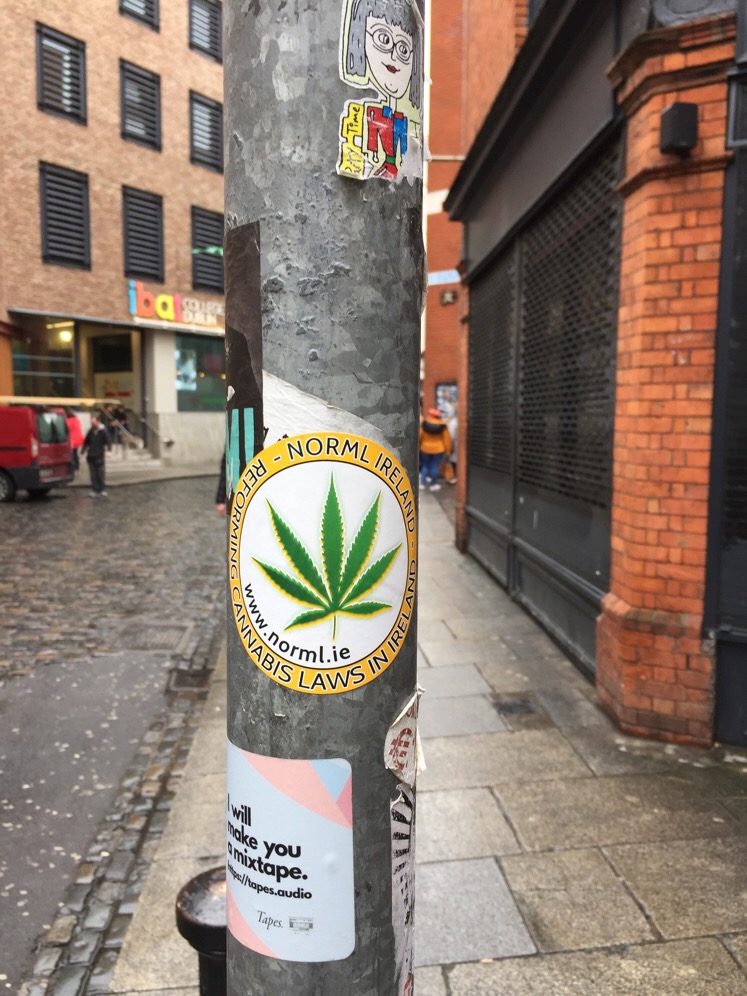 Time
ibat
COLLEGE
DUBLIN
- NORML IRELAND -
REFORMING CANNABIS LAWS IN IRELAND
www.norml.ie
I will
make you
a mixtape.
https://tapes.audio
Tapes.